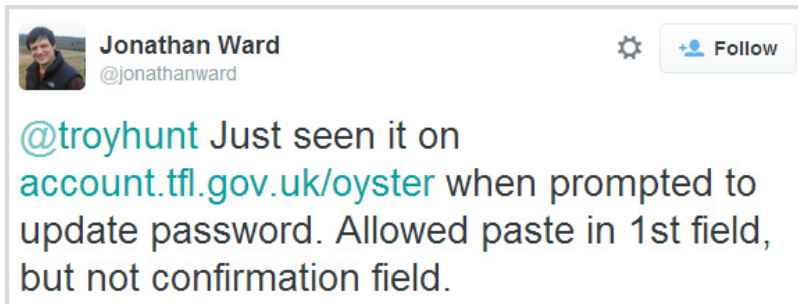 Jonathan Ward
@jonathanward
Follow
@troyhunt Just seen it on
account.tfl.gov.uk/oyster when prompted to
update password. Allowed paste in 1st field,
but not confirmation field.